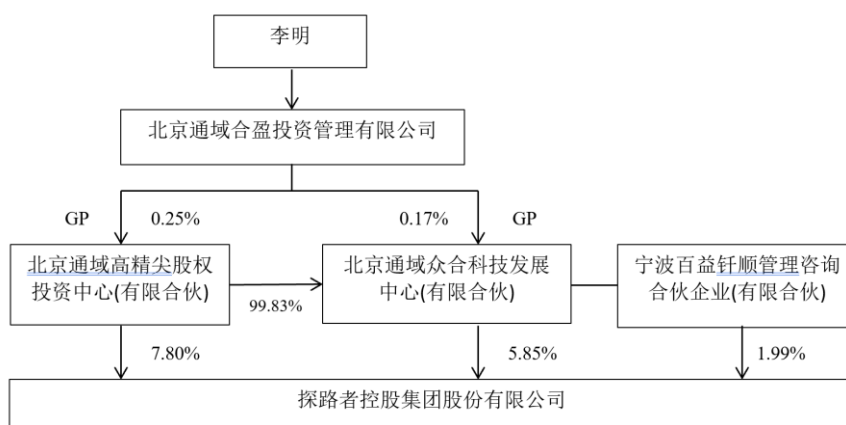 李明
北京通域合盈投资管理有限公司
GP
0.25%
0.17%
GP
北京通域高精尖股权
投资中心(有限合伙)
99.83%
北京通域众合科技发展
中心(有限合伙)
宁波百益钎顺管理咨询
合伙企业(有限合伙)
7.80%
5.85%
1.99%
探路者控股集团股份有限公司